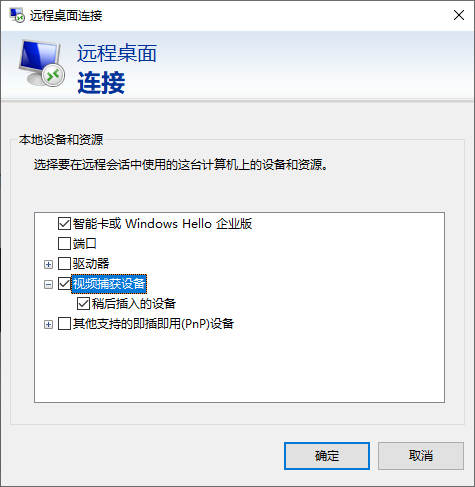 远程桌面连接
远程桌面
连接
本地设备和资源
选择要在远程会话中使用的这台计算机上的设备和资源。
智能卡或 Windows Hello 企业版
端口
驱动器
视频捕获设备
稍后插入的设备
其他支持的即插即用(PnP)设备
确定
取消